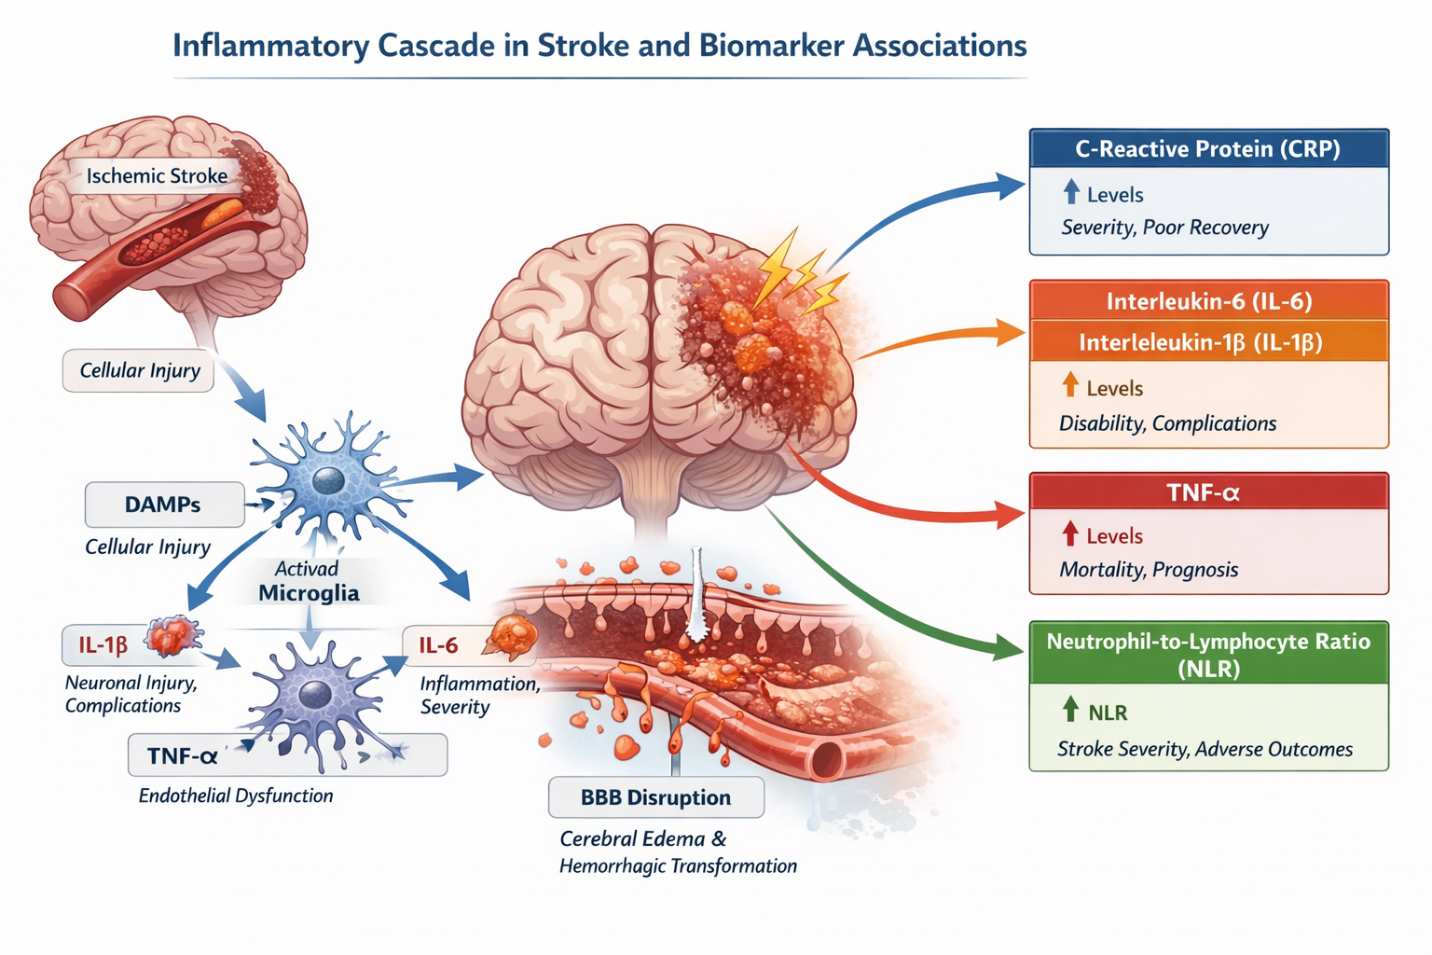 Inflammatory Cascade in Stroke and Biomarker Associations
Ischemic Stroke
Cellular Injury
DAMPs
Cellular Injury
Activad
Microglia
IL-1β
Neuronal Injury,
Complications
IL-6
Inflammation,
Severity
TNF-α
Endothelial Dysfunction
BBB Disruption
Cerebral Edema &
Hemorrhagic Transformation
C-Reactive Protein (CRP)
Levels
Severity, Poor Recovery
Interleukin-6 (IL-6)
Interleleukin-1β (IL-1β)
Levels
Disability, Complications
TNF-α
Levels
Mortality, Prognosis
Neutrophil-to-Lymphocyte Ratio
(NLR)
NLR
Stroke Severity, Adverse Outcomes